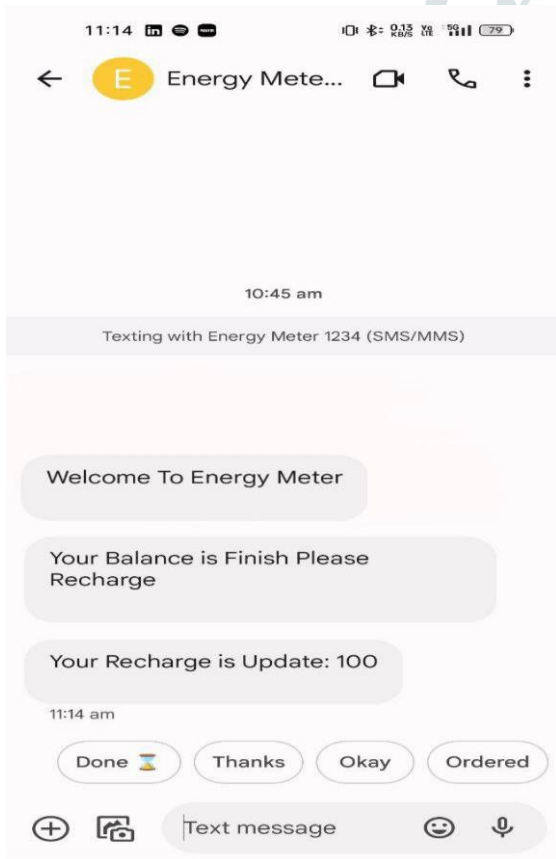 11:14
0.13 KB/S
5G
79
E
Energy Mete...
10:45 am
Texting with Energy Meter 1234 (SMS/MMS)
Welcome To Energy Meter
Your Balance is Finish Please
Recharge
Your Recharge is Update: 100
11:14 am
Done ⌛ Thanks Okay Ordered
Text message